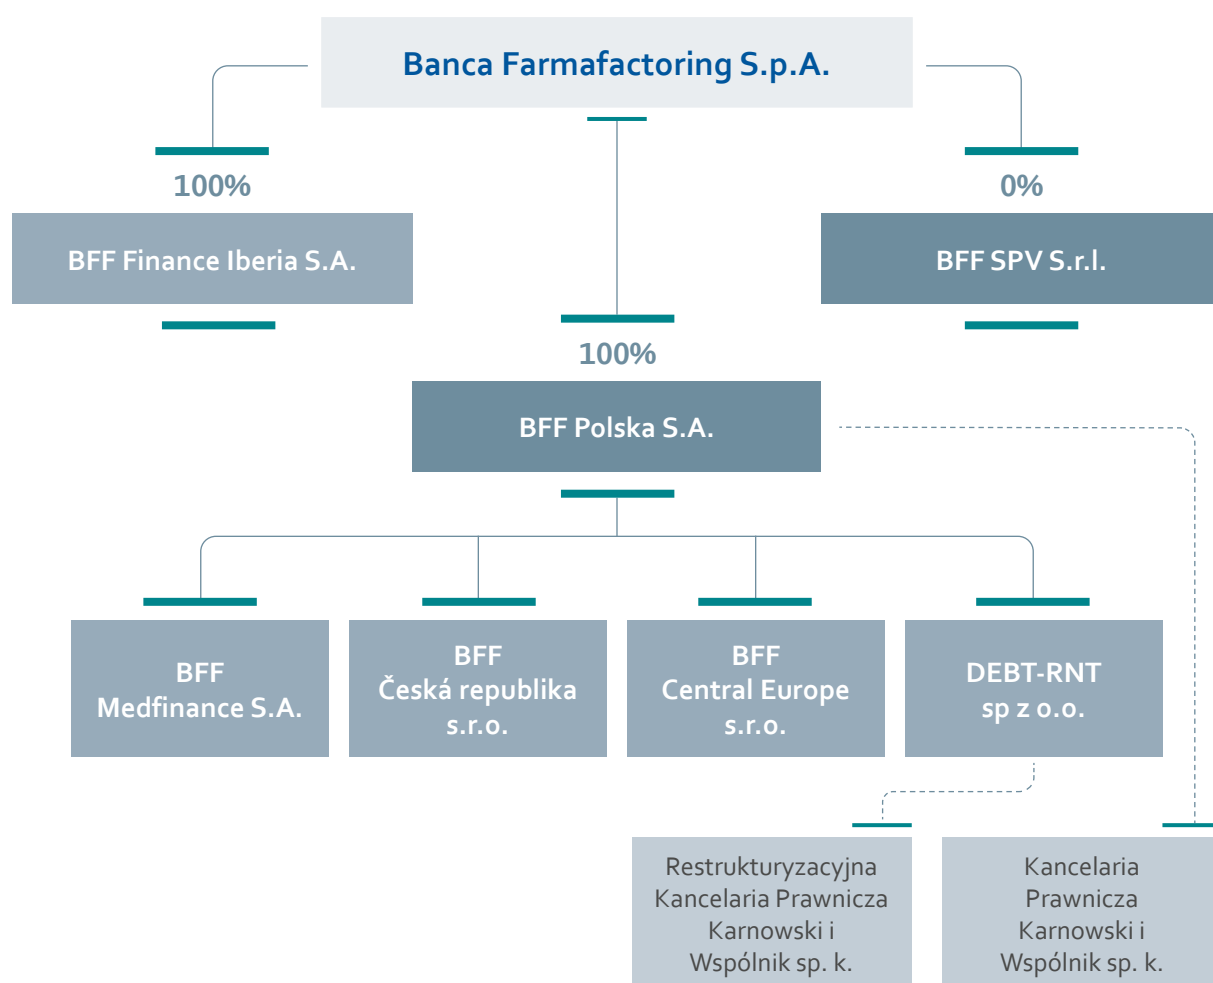 Banca Farmafactoring S.p.A.
100%
0%
BFF Finance Iberia S.A.
BFF SPV S.r.l.
100%
BFF Polska S.A.
BFF
Medfinance S.A.
BFF
Česká republika
s.r.o.
BFF
Central Europe
s.r.o.
DEBT-RNT
sp z o.o.
Restrukturyzacyjna
Kancelaria Prawnicza
Karnowski i
Wspólnik sp. k.
Kancelaria
Prawnicza
Karnowski i
Wspólnik sp. k.